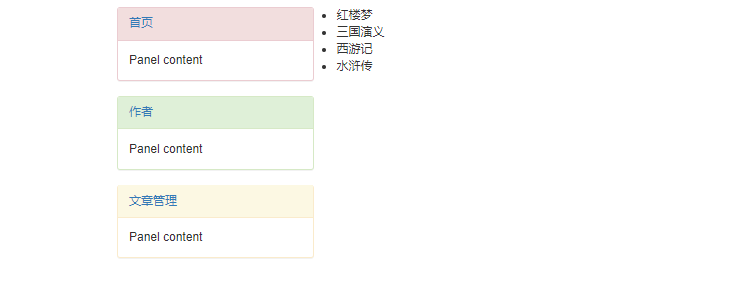 首页
Panel content
作者
Panel content
文章管理
Panel content
红楼梦
三国演义
西游记
水浒传